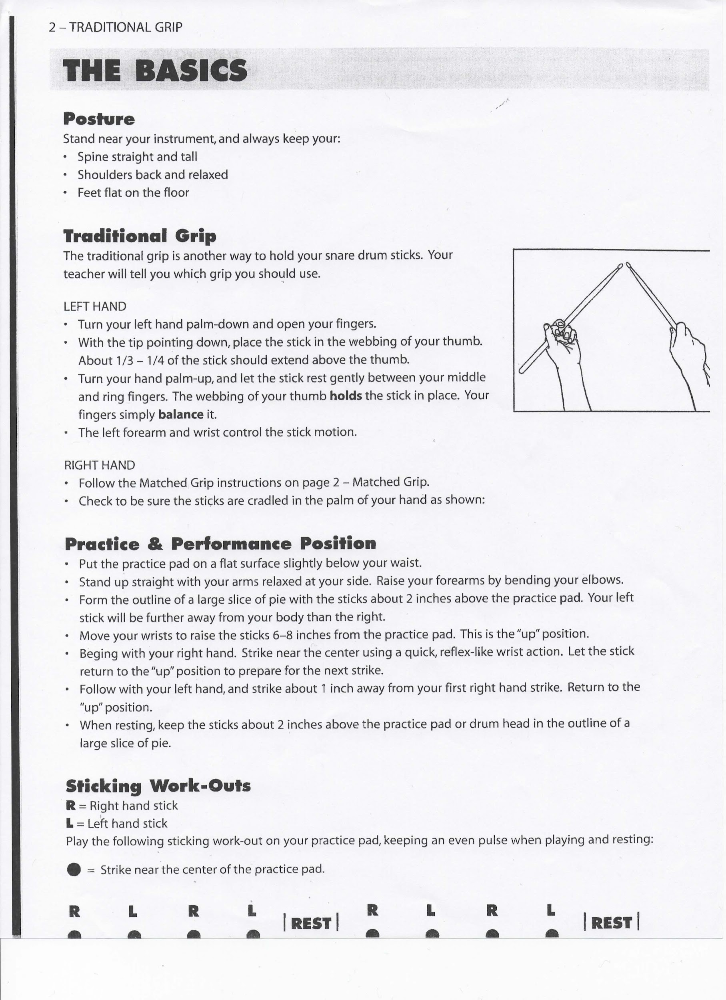 2 – TRADITIONAL GRIP
THE BASICS
Posture
Stand near your instrument, and always keep your:
• Spine straight and tall
• Shoulders back and relaxed
• Feet flat on the floor
Traditional Grip
The traditional grip is another way to hold your snare drum sticks. Your
teacher will tell you which grip you should use.
LEFT HAND
• Turn your left hand palm-down and open your fingers.
• With the tip pointing down, place the stick in the webbing of your thumb.
About 1/3 – 1/4 of the stick should extend above the thumb.
• Turn your hand palm-up, and let the stick rest gently between your middle
and ring fingers. The webbing of your thumb holds the stick in place. Your
fingers simply balance it.
• The left forearm and wrist control the stick motion.
RIGHT HAND
• Follow the Matched Grip instructions on page 2 – Matched Grip.
• Check to be sure the sticks are cradled in the palm of your hand as shown:
Practice & Performance Position
• Put the practice pad on a flat surface slightly below your waist.
• Stand up straight with your arms relaxed at your side. Raise your forearms by bending your elbows.
• Form the outline of a large slice of pie with the sticks about 2 inches above the practice pad. Your left
stick will be further away from your body than the right.
• Move your wrists to raise the sticks 6–8 inches from the practice pad. This is the "up" position.
• Beging with your right hand. Strike near the center using a quick, reflex-like wrist action. Let the stick
return to the "up" position to prepare for the next strike.
• Follow with your left hand, and strike about 1 inch away from your first right hand strike. Return to the
"up" position.
• When resting, keep the sticks about 2 inches above the practice pad or drum head in the outline of a
large slice of pie.
Sticking Work-Outs
R = Right hand stick
L = Left hand stick
Play the following sticking work-out on your practice pad, keeping an even pulse when playing and resting:
● = Strike near the center of the practice pad.
R L R L | REST | R L R L | REST |